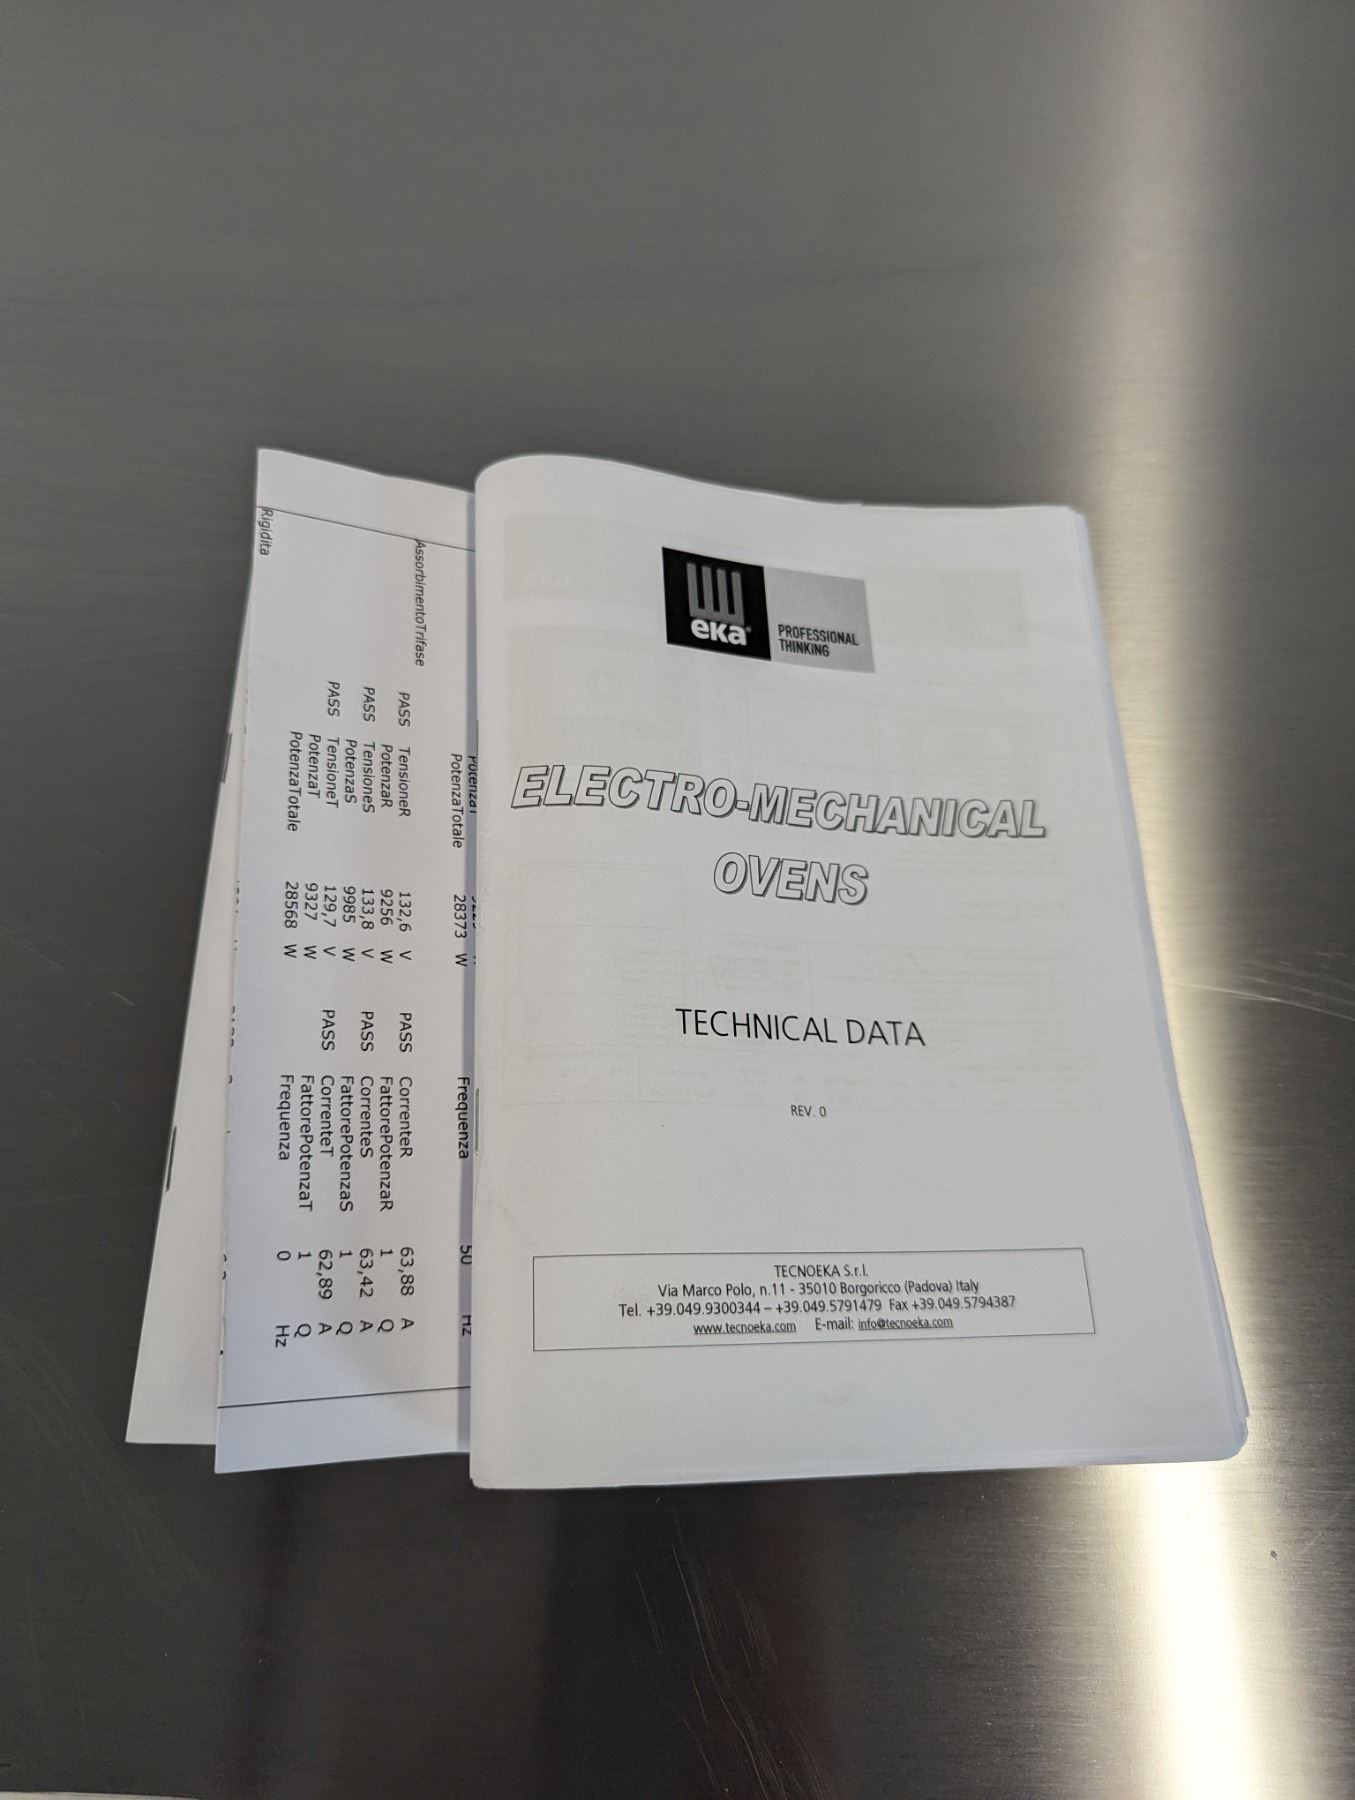 eka
PROFESSIONAL
THINKING
ELECTRO-MECHANICAL
OVENS
TECHNICAL DATA
REV. 0
TECNOEKA S.r.l.
Via Marco Polo, n.11 - 35010 Borgoricco (Padova) Italy
Tel. +39.049.9300344 – +39.049.5791479 Fax +39.049.5794387
www.tecnoeka.com E-mail: info@tecnoeka.com
PotenzaTotale 28373 W Frequenza 50 Hz
AssorbimentoTrifase
PASS TensioneR 132,6 V PASS CorrenteR 63,88 A
PotenzaR 9256 W FattorePotenzaR 1 Q
PASS TensioneS 133,8 V PASS CorrenteS 63,42 A
PotenzaS 9985 W FattorePotenzaS 1 Q
PASS TensioneT 129,7 V PASS CorrenteT 62,89 A
PotenzaT 9327 W FattorePotenzaT 1 Q
PotenzaTotale 28568 W Frequenza 0 Hz
Rigidita